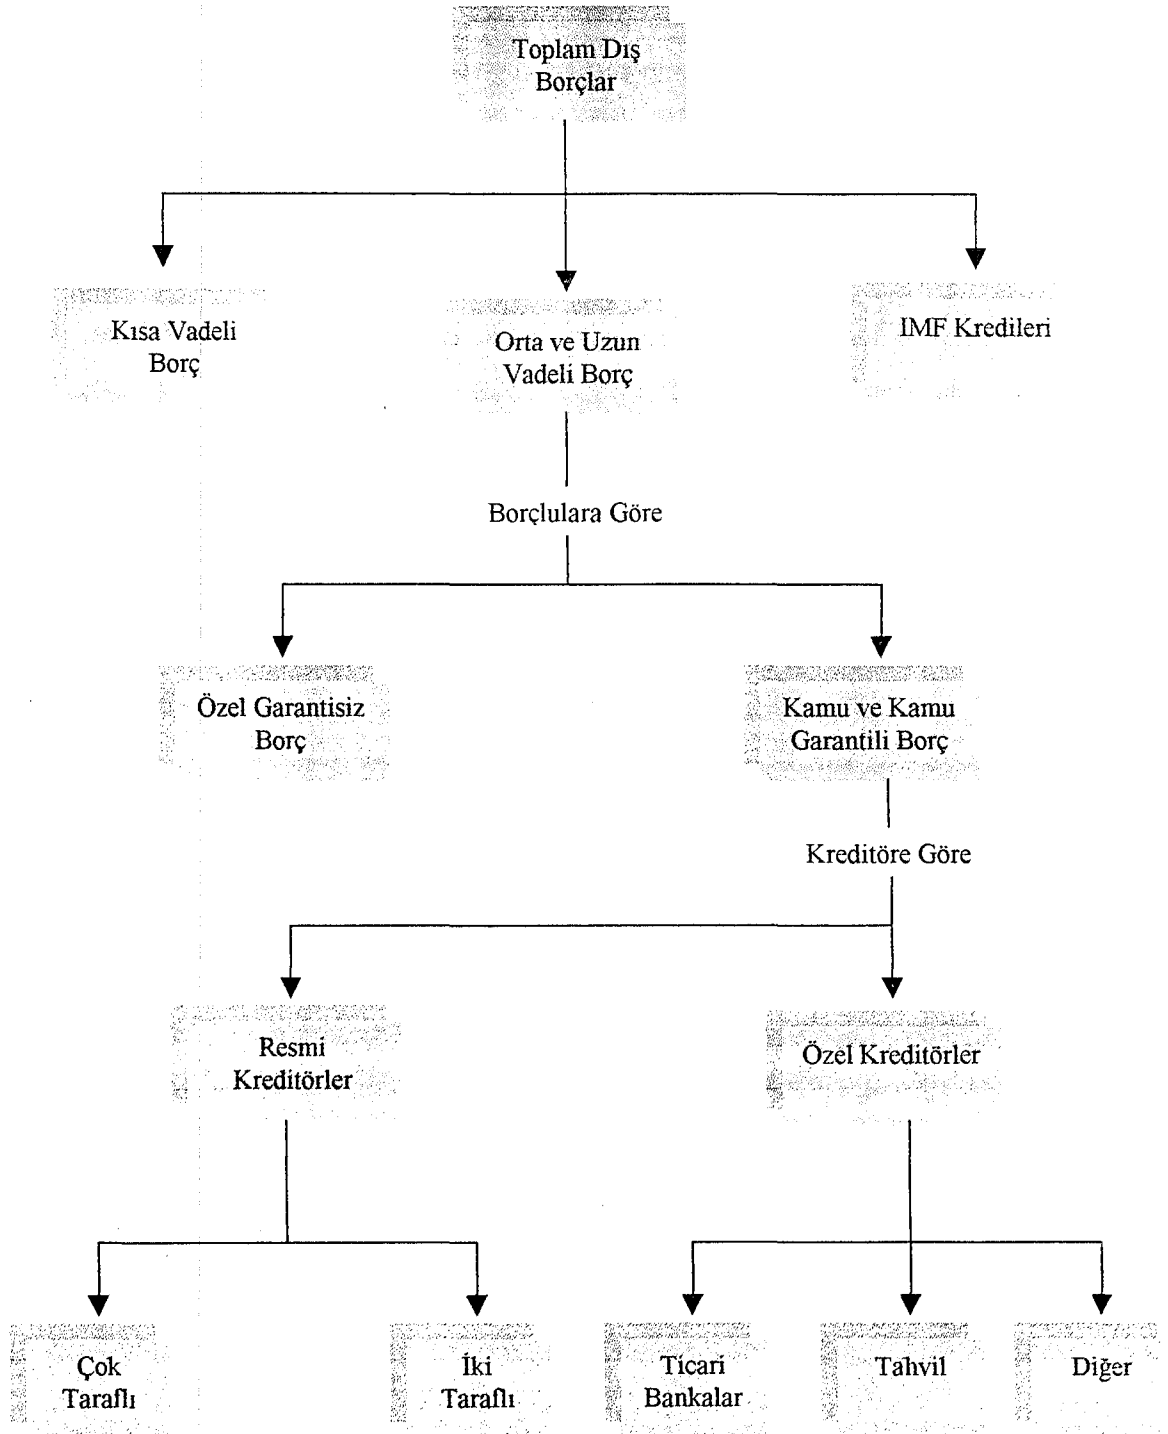 Toplam Dış
Borçlar
Kısa Vadeli
Borç
Orta ve Uzun
Vadeli Borç
IMF Kredileri
Borçlulara Göre
Özel Garantisiz
Borç
Kamu ve Kamu
Garantili Borç
Kreditöre Göre
Resmi
Kreditörler
Özel Kreditörler
Çok
Taraflı
İki
Taraflı
Ticari
Bankalar
Tahvil
Diğer